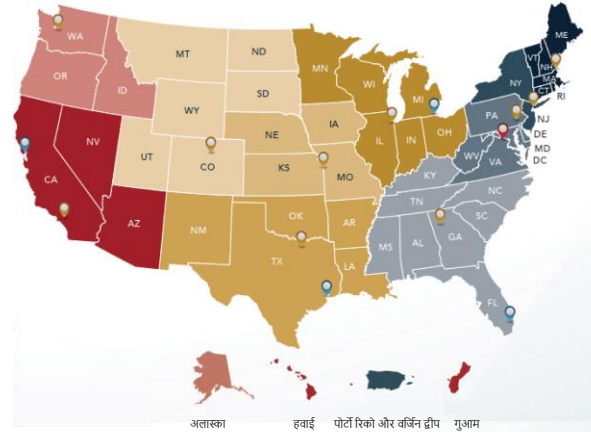 WA
ME
MT
ND
VT
MN
NH
OR
WI
MA
ID
SD
NY
MI
CT
RI
WY
IA
PA
NJ
NE
NV
OH
DE
IL
IN
MD
UT
CO
WV
DC
CA
KS
MO
VA
KY
NC
TN
OK
AZ
NM
AR
SC
MS
AL
GA
TX
LA
FL
अलास्का
हवाई
पोर्टो रिको और वर्जिन द्वीप
गुआम